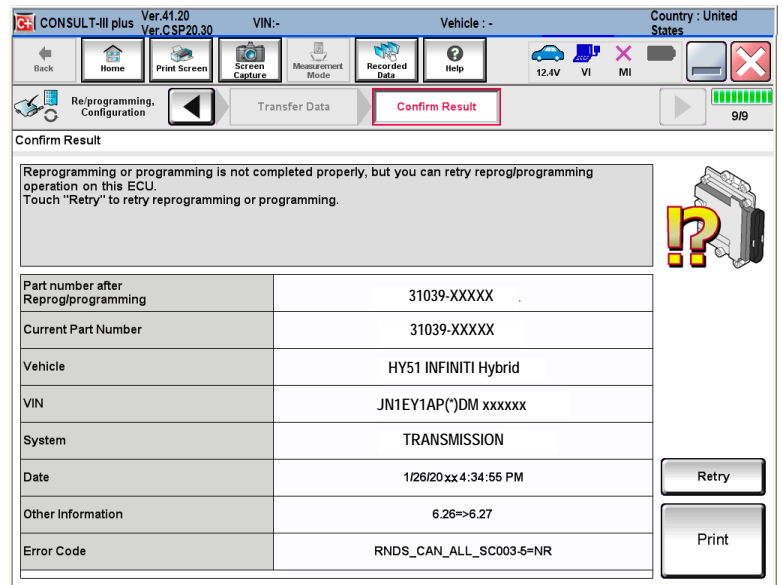 CONSULT-III plus
Ver.41.20
Ver.CSP20.30
VIN:-
Vehicle : -
Country : United
States
Back
Home
Print Screen
Screen
Capture
Measurement
Mode
Recorded
Data
Help
12.4V
VI
MI
Re/programming,
Configuration
Transfer Data
Confirm Result
9/9
Confirm Result
Reprogramming or programming is not completed properly, but you can retry reprog/programming
operation on this ECU.
Touch "Retry" to retry reprogramming or programming.
!?
Part number after
Reprog/programming
31039-XXXXX .
Current Part Number
31039-XXXXX
Vehicle
HY51 INFINITI Hybrid
VIN
JN1EY1AP(*)DM xxxxxx
System
TRANSMISSION
Date
1/26/20 xx 4:34:55 PM
Retry
Other Information
6.26=>6.27
Error Code
RNDS_CAN_ALL_SC003-5=NR
Print